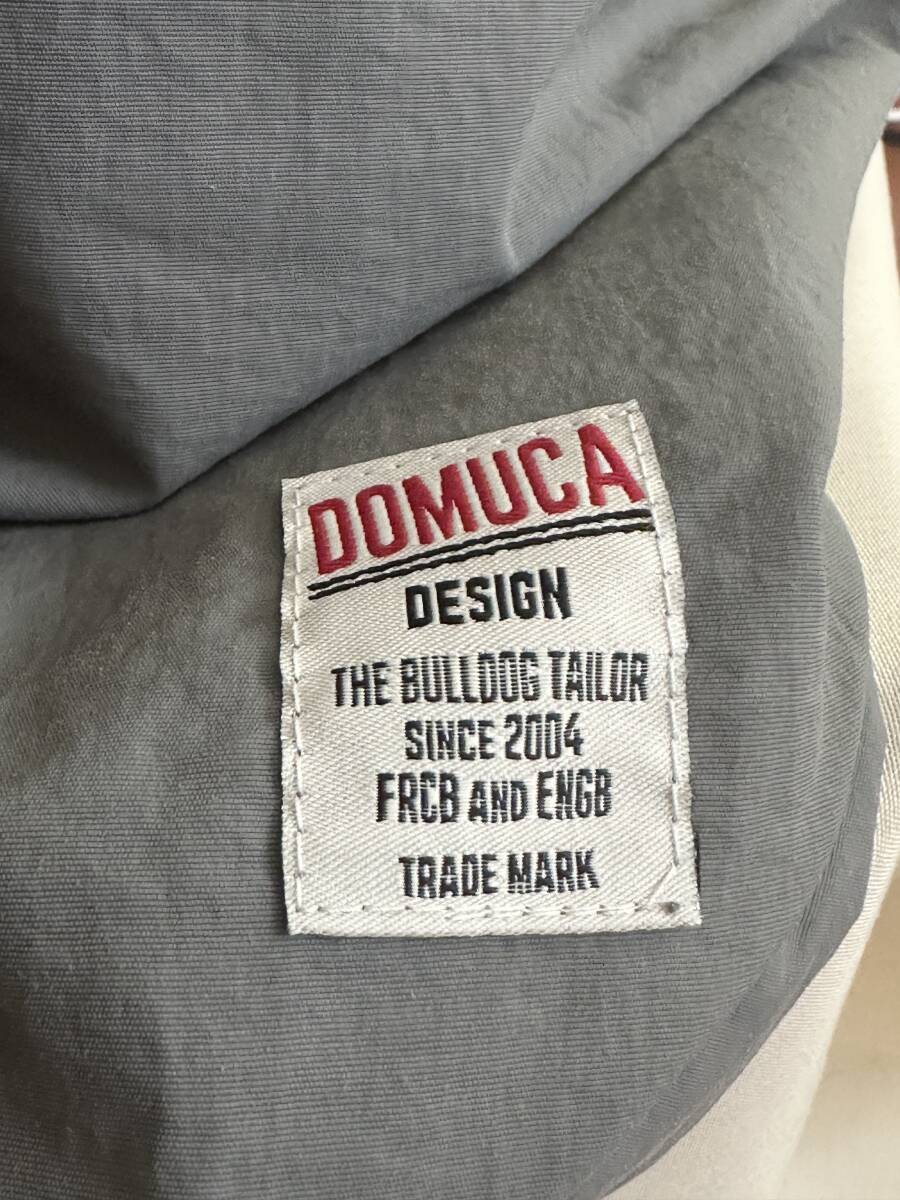 DOMUCA
DESIGN
THE BULLDOG TAILOR
SINCE 2004
FRCB AND ENGB
TRADE MARK